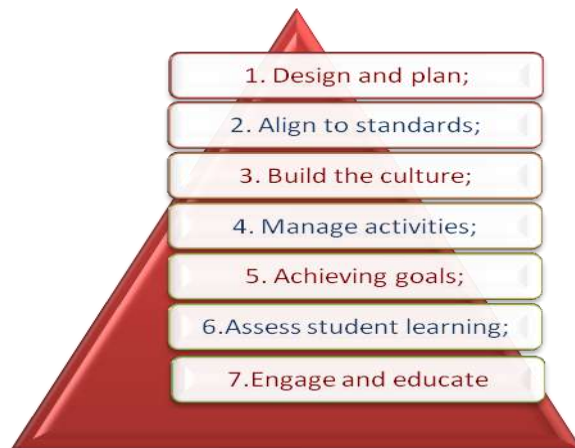 1. Design and plan;
2. Align to standards;
3. Build the culture;
4. Manage activities;
5. Achieving goals;
6.Assess student learning;
7.Engage and educate